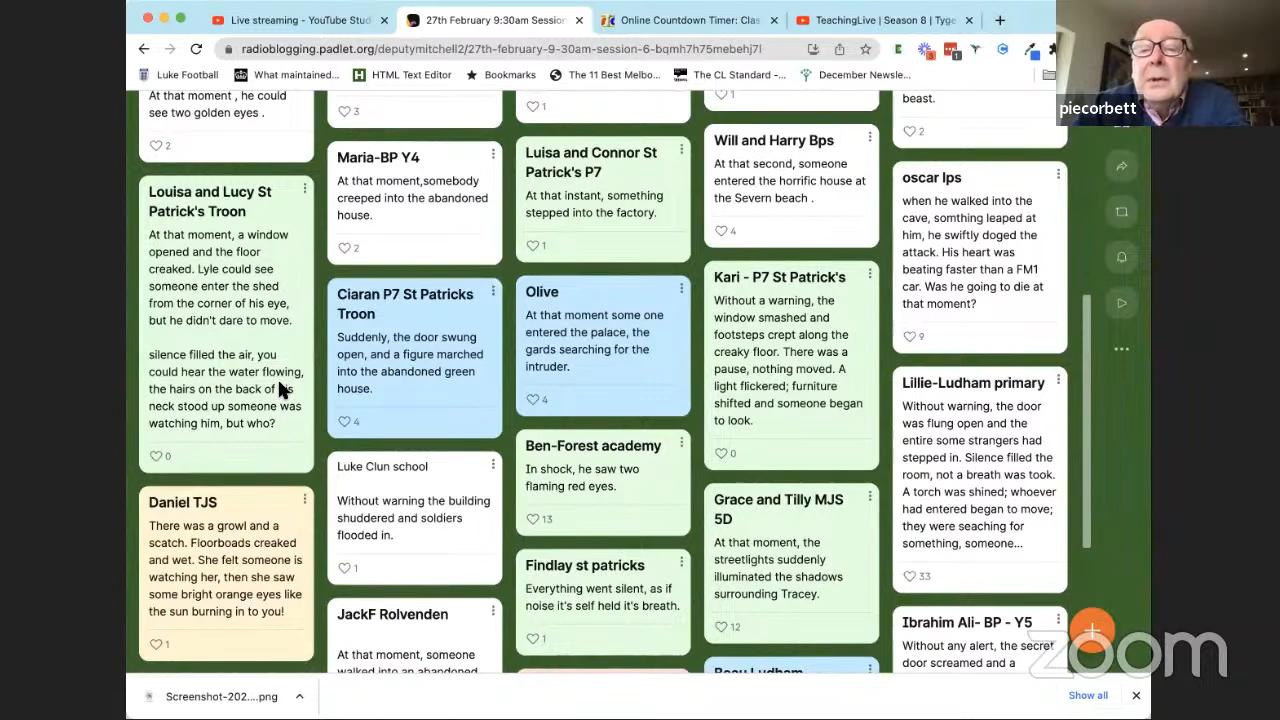 Live streaming - YouTube Stud
27th February 9:30am Session
Online Countdown Timer: Clas
TeachingLive | Season 8 | Tyge
radioblogging.padlet.org/deputymitchell2/27th-february-9-30am-session-6-bqmh7h75mebehj7l
Luke Football
What maintained...
HTML Text Editor
Bookmarks
The 11 Best Melbo...
The CL Standard -...
December Newsle...
piecorbett
At that moment , he could
see two golden eyes .
2
Louisa and Lucy St
Patrick's Troon
At that moment, a window
opened and the floor
creaked. Lyle could see
someone enter the shed
from the corner of his eye,
but he didn't dare to move.
silence filled the air, you
could hear the water flowing,
the hairs on the back of
neck stood up someone was
watching him, but who?
0
Daniel TJS
There was a growl and a
scatch. Floorboads creaked
and wet. She felt someone is
watching her, then she saw
some bright orange eyes like
the sun burning in to you!
1
3
Maria-BP Y4
At that moment,somebody
creeped into the abandoned
house.
2
Ciaran P7 St Patricks
Troon
Suddenly, the door swung
open, and a figure marched
into the abandoned green
house.
4
Luke Clun school
Without warning the building
shuddered and soldiers
flooded in.
1
JackF Rolvenden
At that moment, someone
walked into an abandoned
1
Luisa and Connor St
Patrick's P7
At that instant, something
stepped into the factory.
1
Olive
At that moment some one
entered the palace, the
gards searching for the
intruder.
4
Ben-Forest academy
In shock, he saw two
flaming red eyes.
13
Findlay st patricks
Everything went silent, as if
noise it's self held it's breath.
1
1
Will and Harry Bps
At that second, someone
entered the horrific house at
the Severn beach .
4
Kari - P7 St Patrick's
Without a warning, the
window smashed and
footsteps crept along the
creaky floor. There was a
pause, nothing moved. A
light flickered; furniture
shifted and someone began
to look.
0
Grace and Tilly MJS
5D
At that moment, the
streetlights suddenly
illuminated the shadows
surrounding Tracey.
12
Beau Ludham
beast.
2
oscar lps
when he walked into the
cave, somthing leaped at
him, he swiftly doged the
attack. His heart was
beating faster than a FM1
car. Was he going to die at
that moment?
9
Lillie-Ludham primary
Without warning, the door
was flung open and the
entire some strangers had
stepped in. Silence filled the
room, not a breath was took.
A torch was shined; whoever
had entered began to move;
they were seaching for
something, someone...
33
Ibrahim Ali- BP - Y5
Without any alert, the secret
door screamed and a
zoom
Screenshot-202....png
Show all